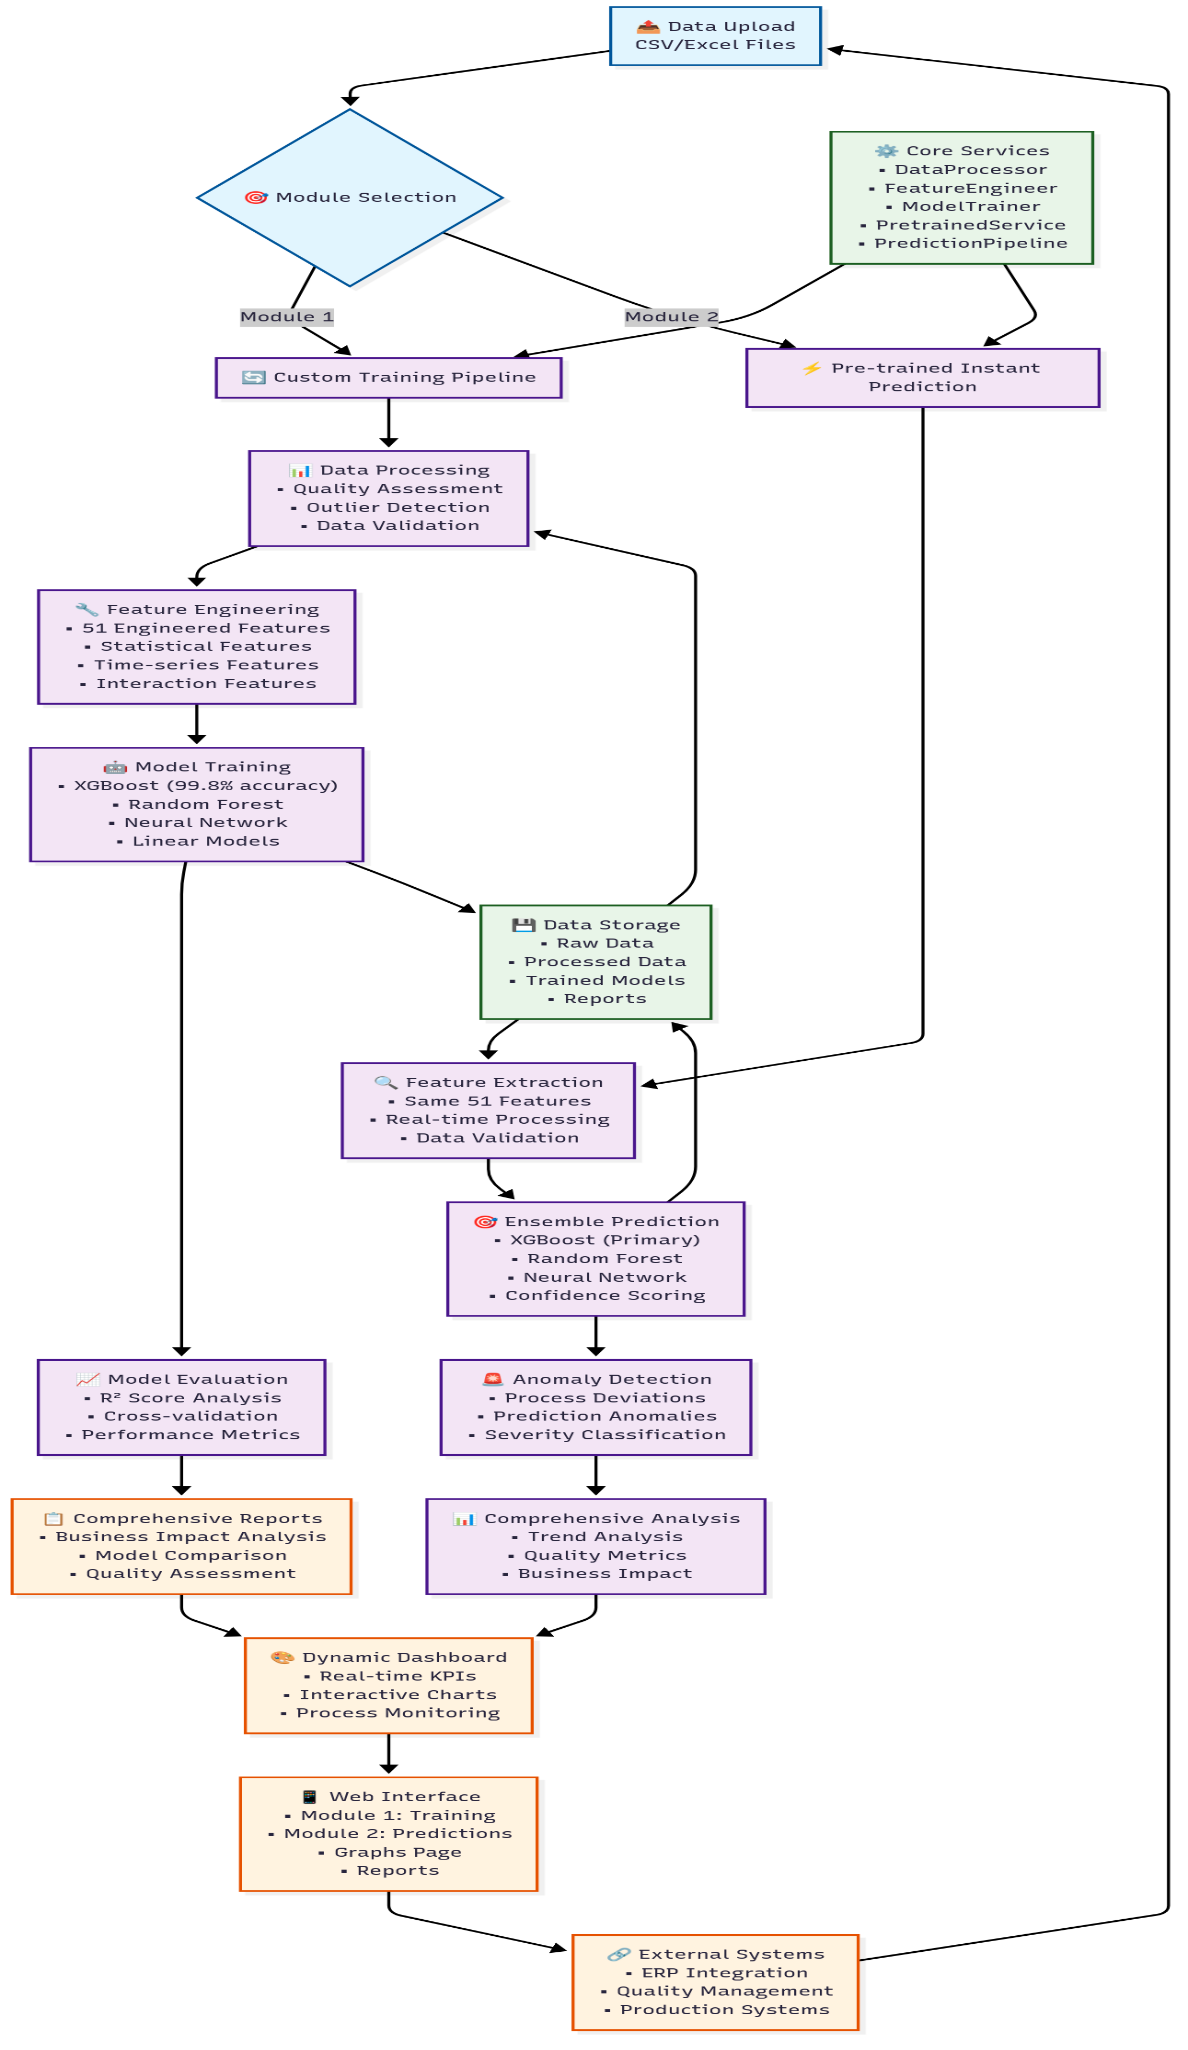 📤 Data Upload
CSV/Excel Files
🎯 Module Selection
⚙️ Core Services
▪ DataProcessor
▪ FeatureEngineer
▪ ModelTrainer
▪ PretrainedService
▪ PredictionPipeline
Module 1
Module 2
🔄 Custom Training Pipeline
⚡ Pre-trained Instant
Prediction
📊 Data Processing
▪ Quality Assessment
▪ Outlier Detection
▪ Data Validation
🔧 Feature Engineering
▪ 51 Engineered Features
▪ Statistical Features
▪ Time-series Features
▪ Interaction Features
🤖 Model Training
▪ XGBoost (99.8% accuracy)
▪ Random Forest
▪ Neural Network
▪ Linear Models
💾 Data Storage
▪ Raw Data
▪ Processed Data
▪ Trained Models
▪ Reports
🔍 Feature Extraction
▪ Same 51 Features
▪ Real-time Processing
▪ Data Validation
🎯 Ensemble Prediction
▪ XGBoost (Primary)
▪ Random Forest
▪ Neural Network
▪ Confidence Scoring
📈 Model Evaluation
▪ R² Score Analysis
▪ Cross-validation
▪ Performance Metrics
🚨 Anomaly Detection
▪ Process Deviations
▪ Prediction Anomalies
▪ Severity Classification
📋 Comprehensive Reports
▪ Business Impact Analysis
▪ Model Comparison
▪ Quality Assessment
📊 Comprehensive Analysis
▪ Trend Analysis
▪ Quality Metrics
▪ Business Impact
🎨 Dynamic Dashboard
▪ Real-time KPIs
▪ Interactive Charts
▪ Process Monitoring
📱 Web Interface
▪ Module 1: Training
▪ Module 2: Predictions
▪ Graphs Page
▪ Reports
🔗 External Systems
▪ ERP Integration
▪ Quality Management
▪ Production Systems